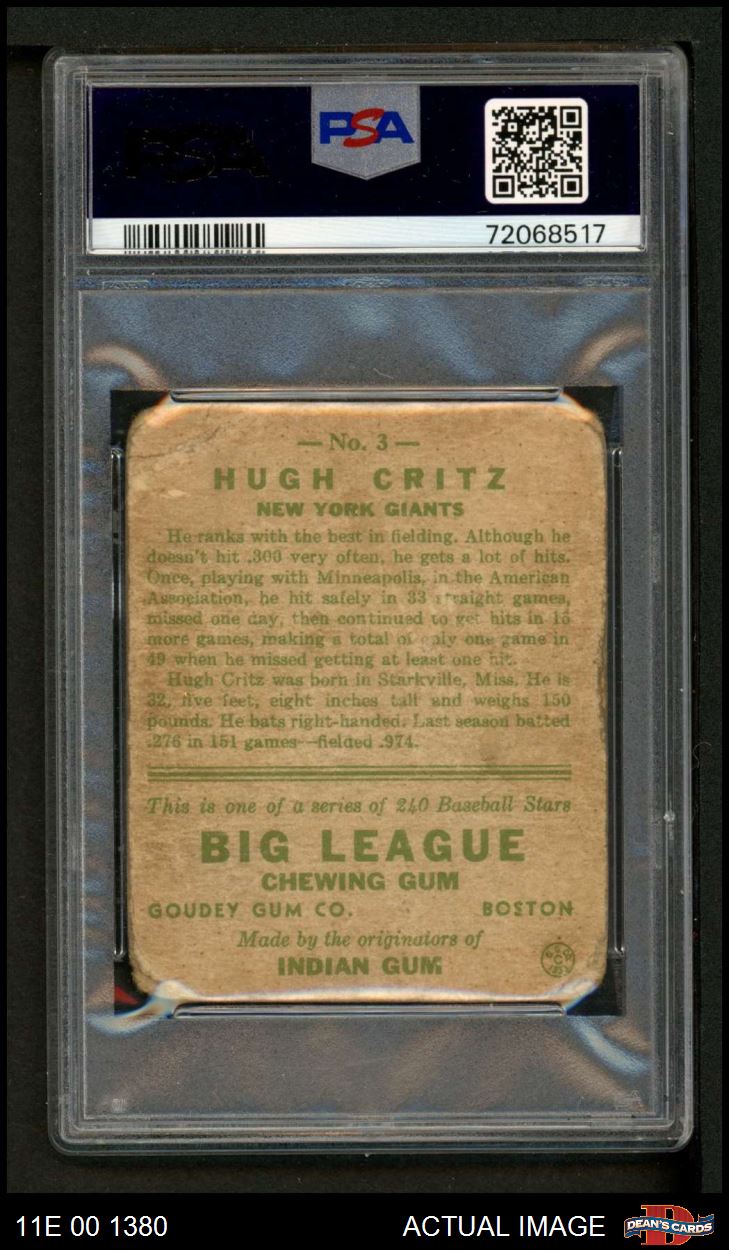 PSA
PSA
72068517
— No. 3 —
HUGH CRITZ
NEW YORK GIANTS
He ranks with the best in fielding. Although he
doesn't hit .300 very often, he gets a lot of hits.
Once, playing with Minneapolis, in the American
Association, he hit safely in 33 straight games,
missed one day, then continued to get hits in 15
more games, making a total of only one game in
49 when he missed getting at least one hit.
Hugh Critz was born in Starkville, Miss. He is
32, five feet, eight inches tall and weighs 150
pounds. He bats right-handed. Last season batted
.276 in 151 games—fielded .974.
This is one of a series of 240 Baseball Stars
BIG LEAGUE
CHEWING GUM
GOUDEY GUM CO. BOSTON
Made by the originators of
INDIAN GUM
11E 00 1380 ACTUAL IMAGE DEAN'S CARDS